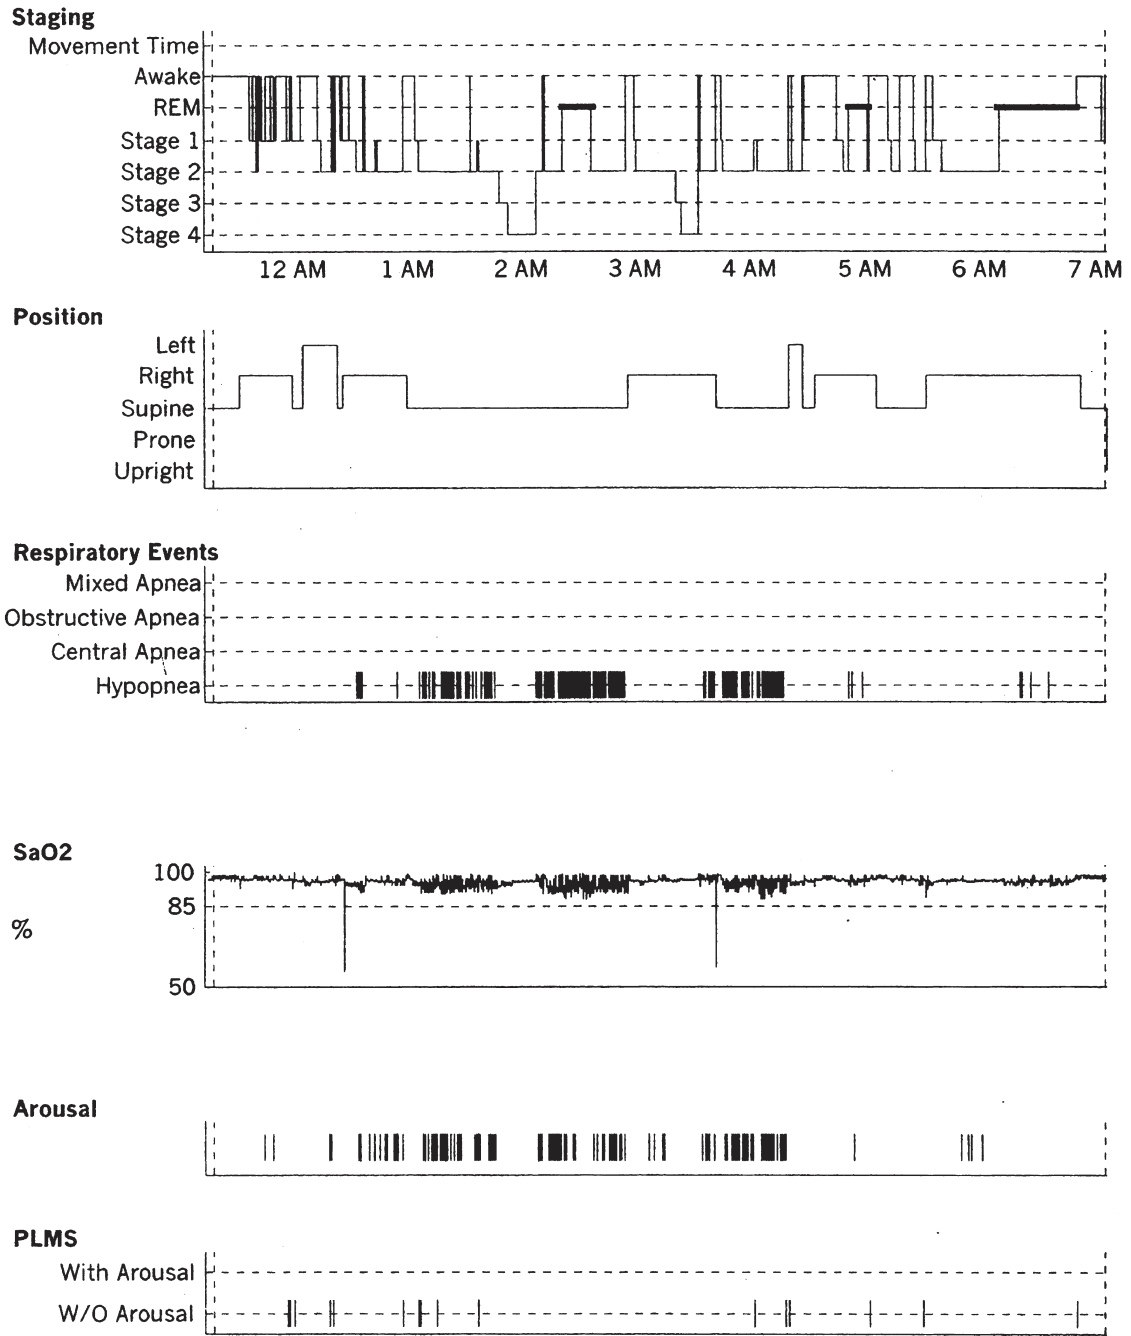 Staging
Movement Time
Awake
REM
Stage 1
Stage 2
Stage 3
Stage 4
12 AM 1 AM 2 AM 3 AM 4 AM 5 AM 6 AM 7 AM
Position
Left
Right
Supine
Prone
Upright
Respiratory Events
Mixed Apnea
Obstructive Apnea
Central Apnea
Hypopnea
SaO2
100
85
%
50
Arousal
PLMS
With Arousal
W/O Arousal